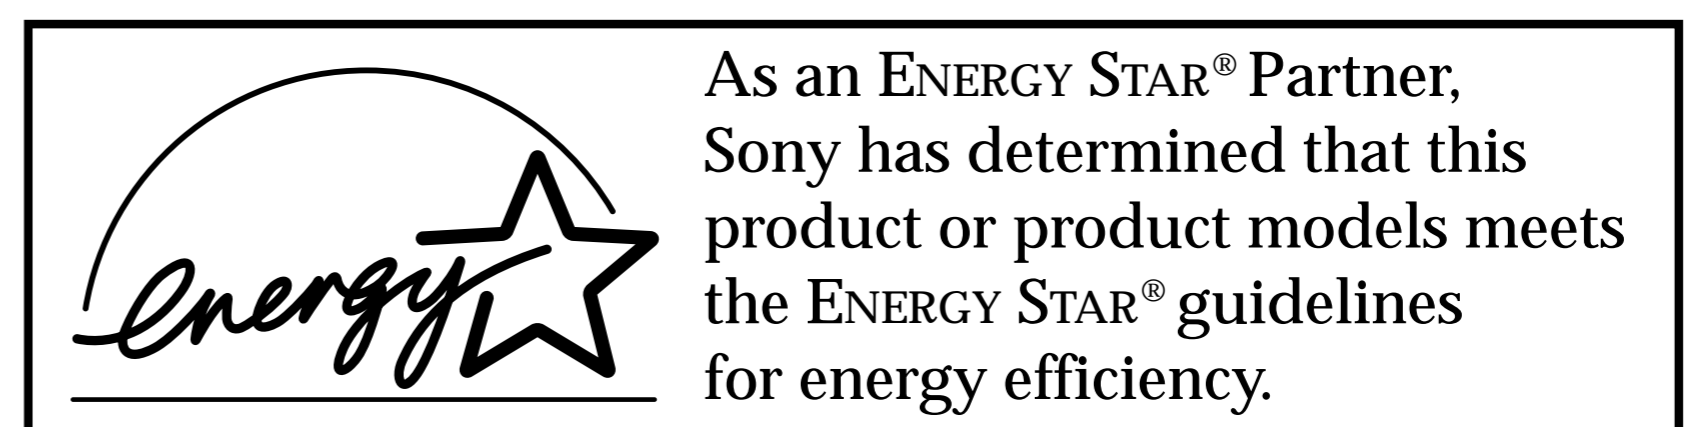 energy
As an ENERGY STAR® Partner,
Sony has determined that this
product or product models meets
the ENERGY STAR® guidelines
for energy efficiency.